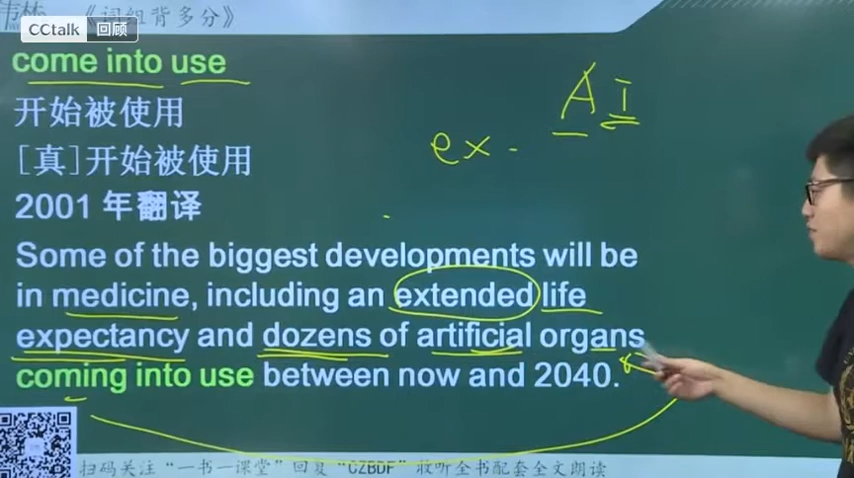 《词组背多分》
CCtalk 回顾
come into use
开始被使用
[真]开始被使用
2001 年翻译
AI
ex.
Some of the biggest developments will be
in medicine, including an extended life
expectancy and dozens of artificial organs
coming into use between now and 2040.
扫码关注“一书一课堂”回复“CZBDF”收听全书配套全文朗读